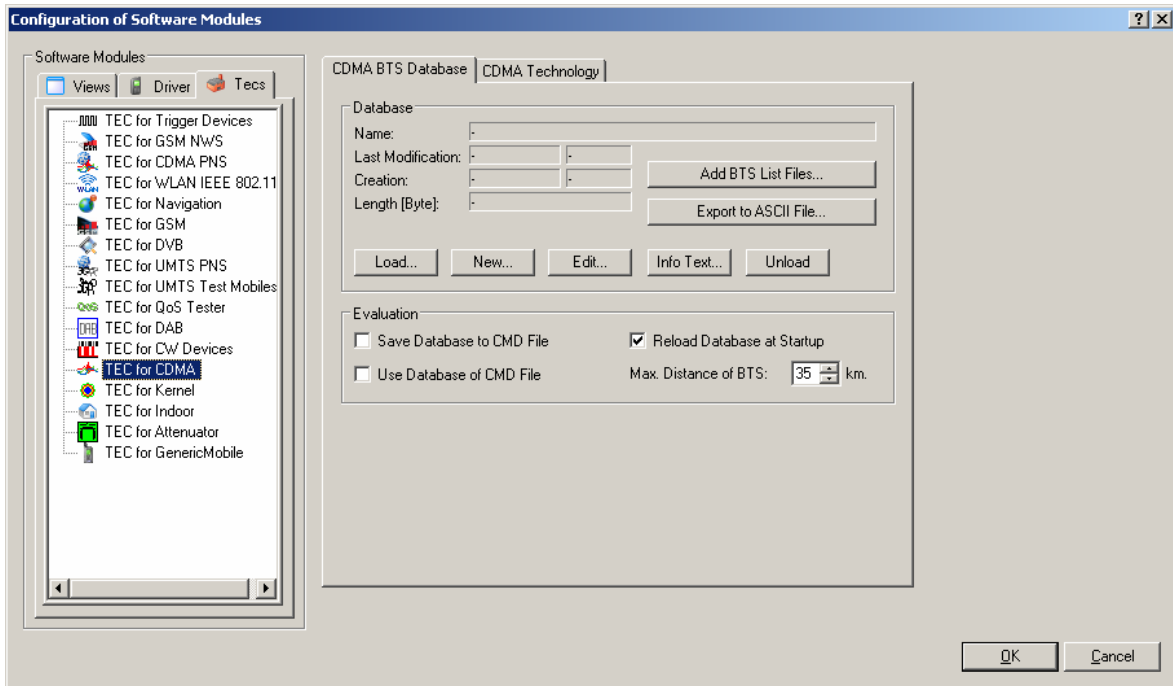 Configuration of Software Modules
Software Modules
Views
Driver
Tecs
TEC for Trigger Devices
TEC for GSM NWS
TEC for CDMA PNS
TEC for WLAN IEEE 802.11
TEC for Navigation
TEC for GSM
TEC for DVB
TEC for UMTS PNS
TEC for UMTS Test Mobiles
TEC for QoS Tester
TEC for DAB
TEC for CW Devices
TEC for CDMA
TEC for Kernel
TEC for Indoor
TEC for Attenuator
TEC for GenericMobile
CDMA BTS Database
CDMA Technology
Database
Name: -
Last Modification: - -
Creation: - -
Length [Byte]: -
Add BTS List Files...
Export to ASCII File...
Load... New... Edit... Info Text... Unload
Evaluation
Save Database to CMD File
Reload Database at Startup
Use Database of CMD File
Max. Distance of BTS: 35 km.
OK Cancel